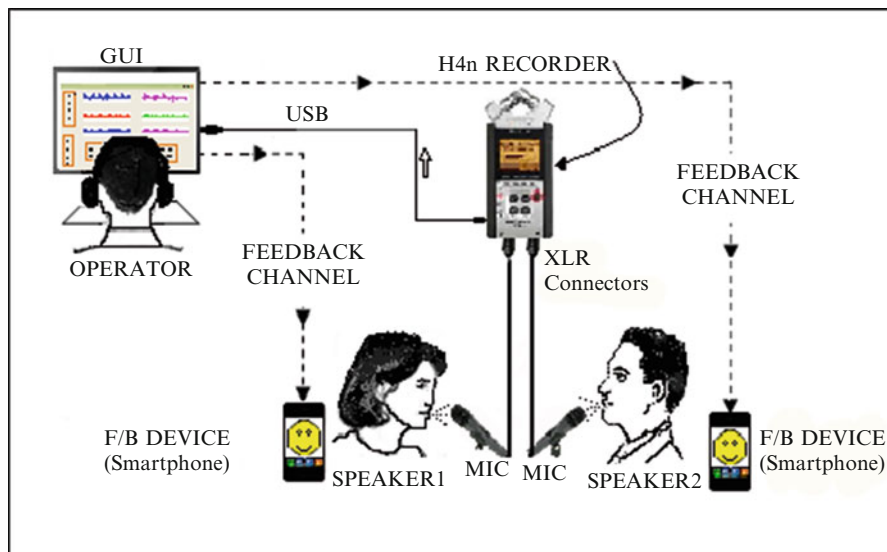 GUI
H4n RECORDER
USB
FEEDBACK
CHANNEL
FEEDBACK
CHANNEL
OPERATOR
XLR
Connectors
F/B DEVICE
(Smartphone)
SPEAKER1
MIC
MIC
SPEAKER2
F/B DEVICE
(Smartphone)